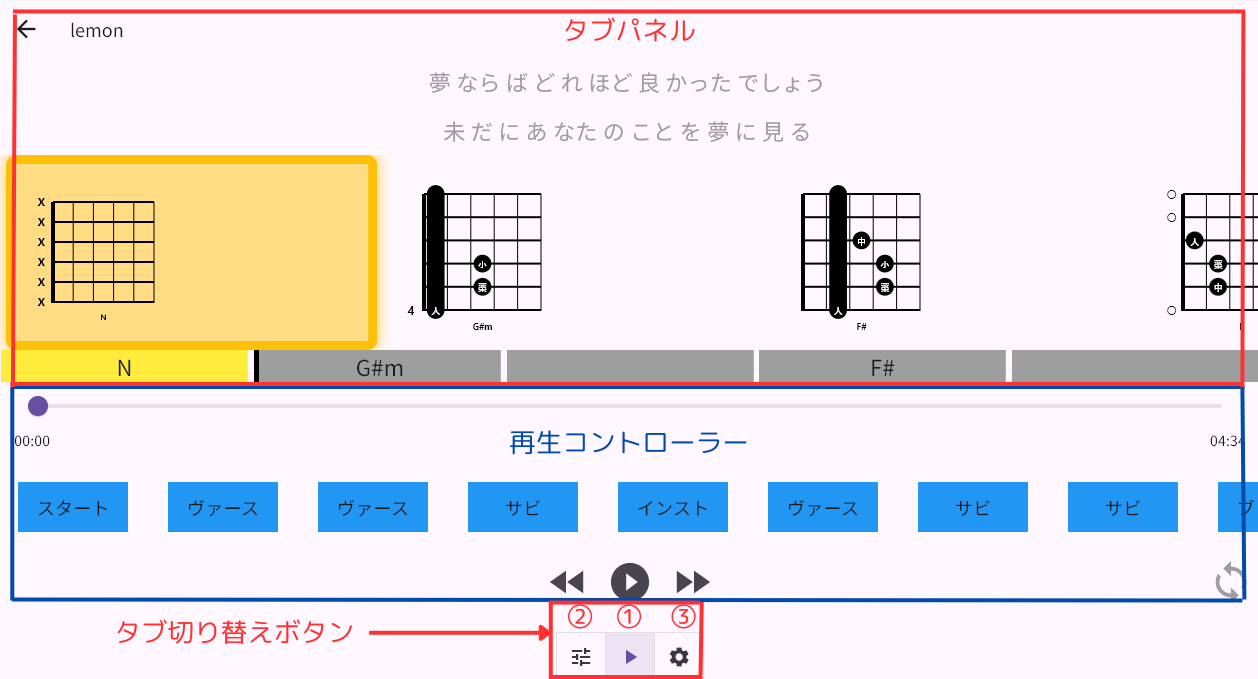 lemon
タブパネル
夢ならばどれほど良かったでしょう
未だにあなたのことを夢に見る
X
X
X
X
X
X
N
小
薬
人
4
G#m
中
小
薬
人
F#
人
薬
中
N
G#m
F#
00:00
再生コントローラー
04:34
スタート
ヴァース
ヴァース
サビ
インスト
ヴァース
サビ
サビ
ブ
② ① ③
タブ切り替えボタン